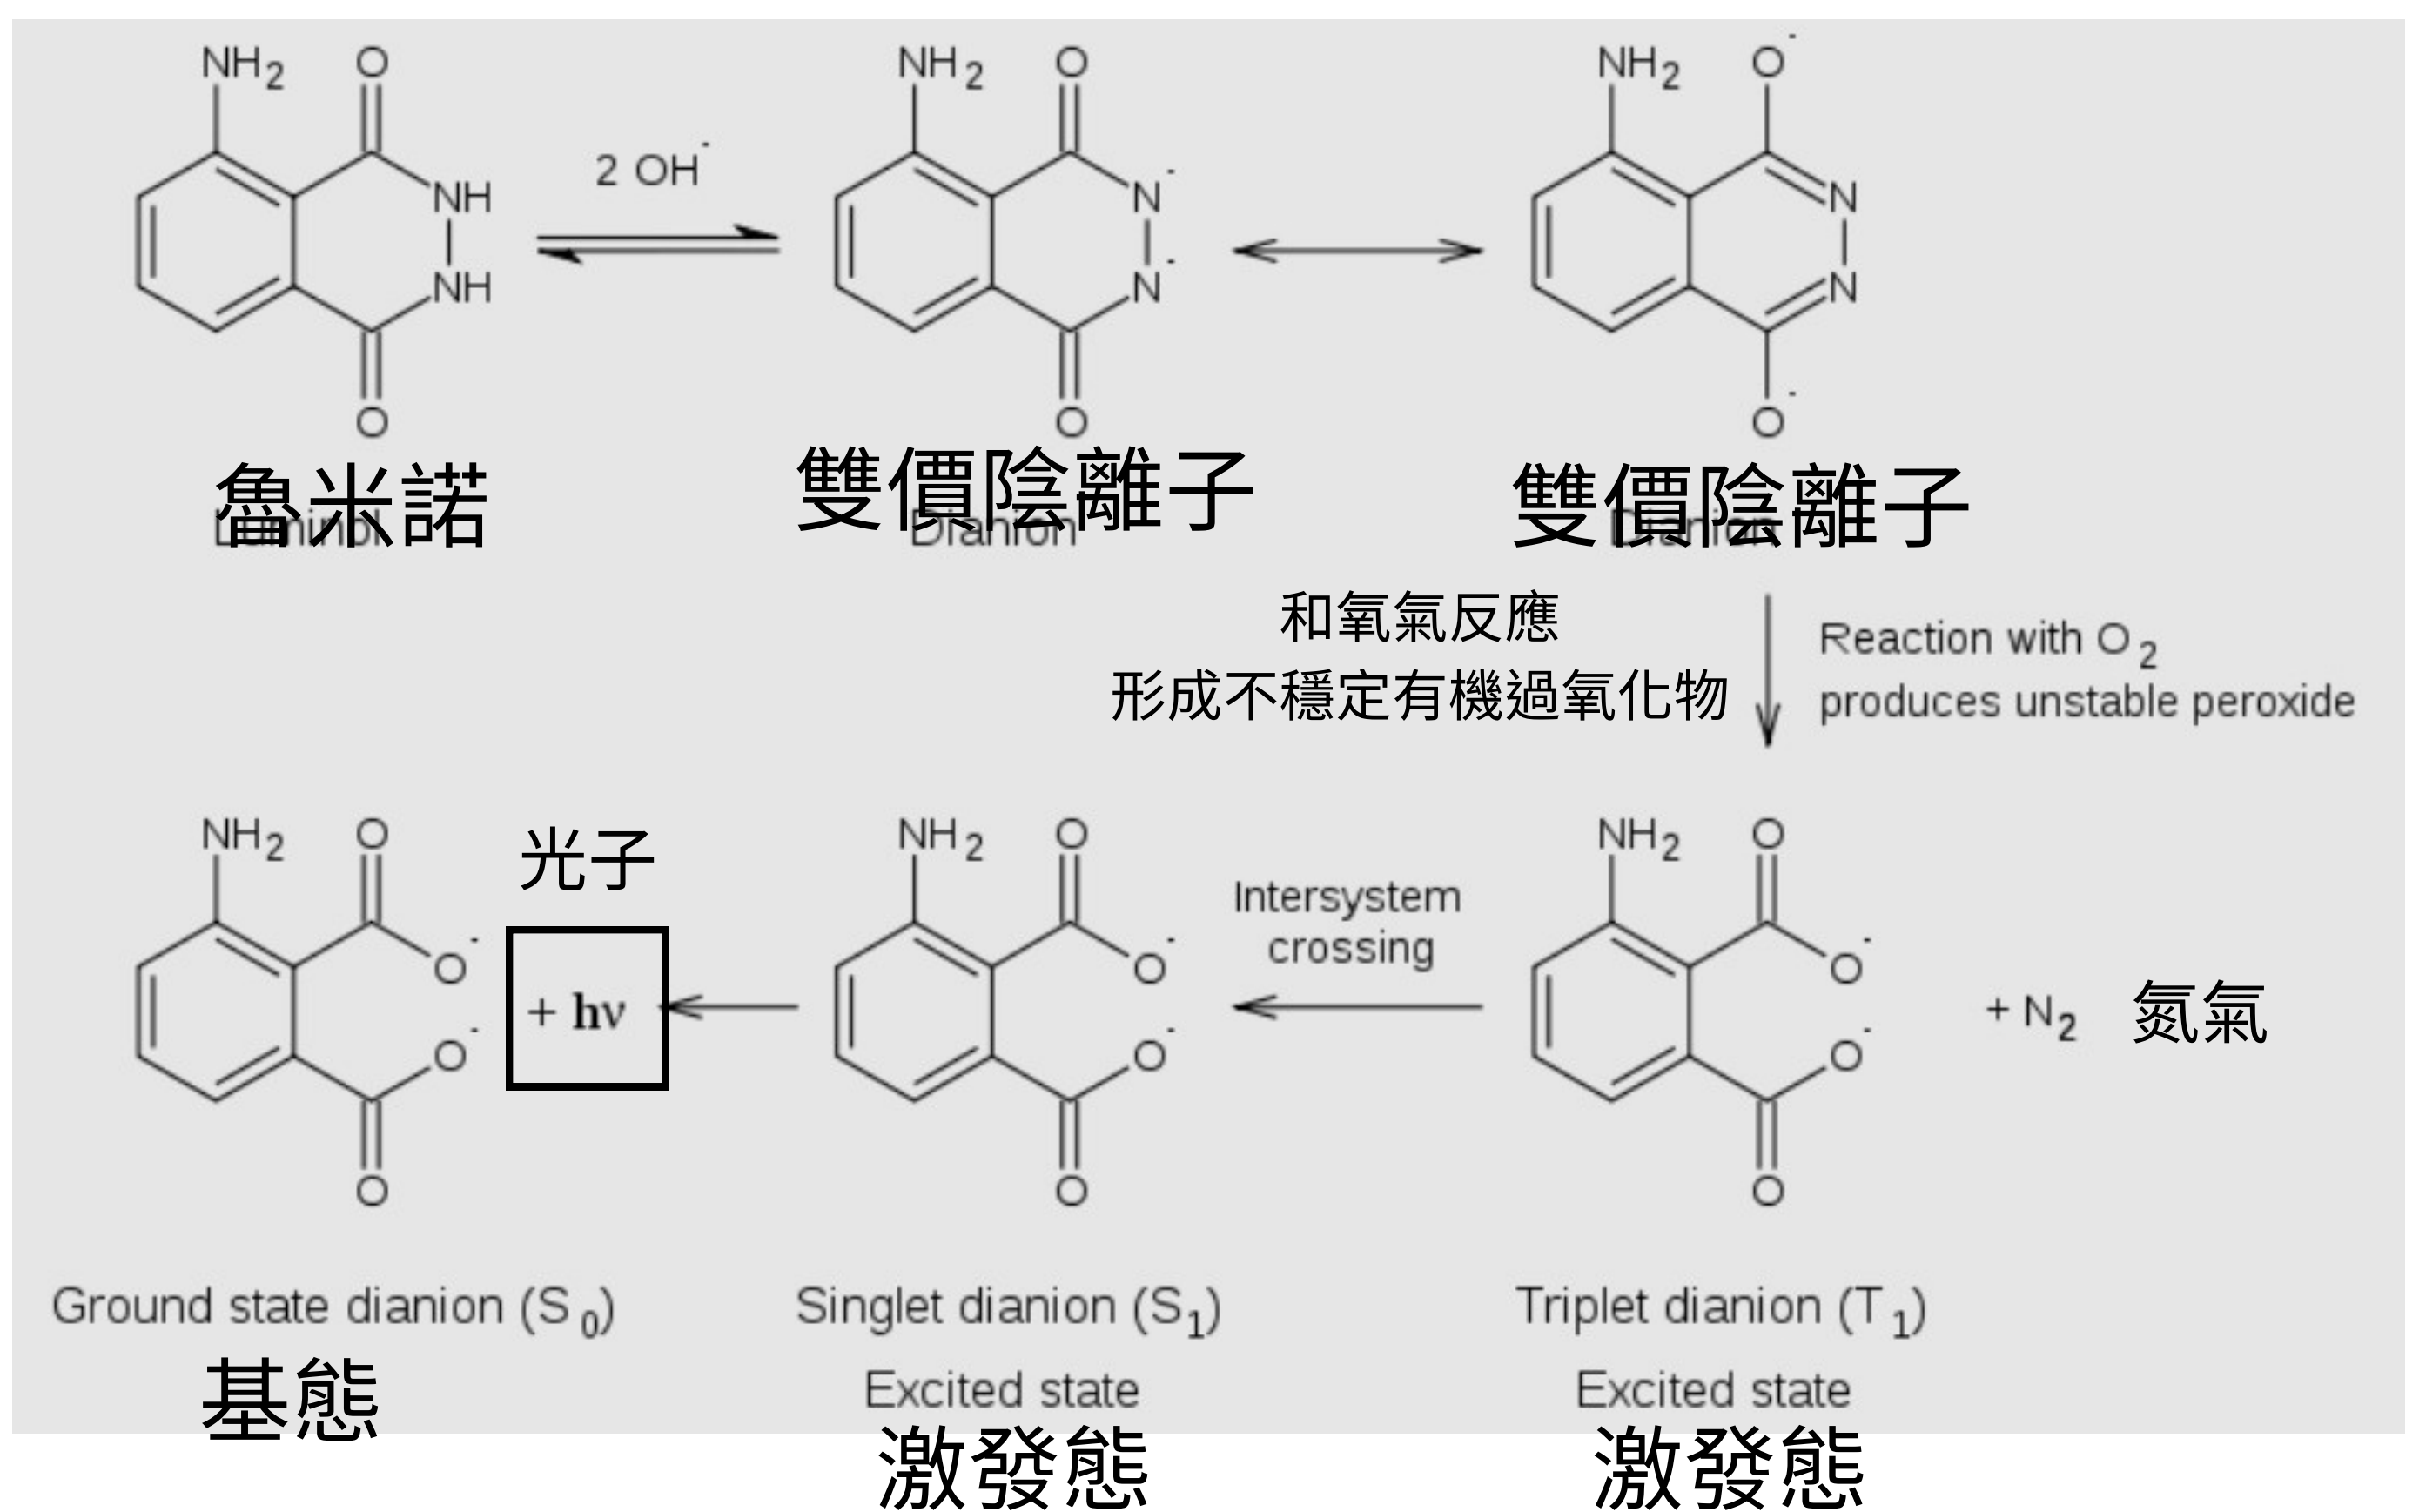 NH2 O
NH2 O
NH2 O-
2 OH-
NH
N-
N
NH
N-
N
O
O
O-
魯米諾
雙價陰離子
雙價陰離子
Luminol
Dianion
Dianion
和氧氣反應
形成不穩定有機過氧化物
Reaction with O2
produces unstable peroxide
NH2 O
光子
NH2 O
Intersystem
crossing
NH2 O
O-
O-
O-
+ hν
+ N2 氮氣
O-
O-
O-
O
O
O
Ground state dianion (S0)
Singlet dianion (S1)
Triplet dianion (T1)
基態
Excited state
Excited state
激發態
激發態